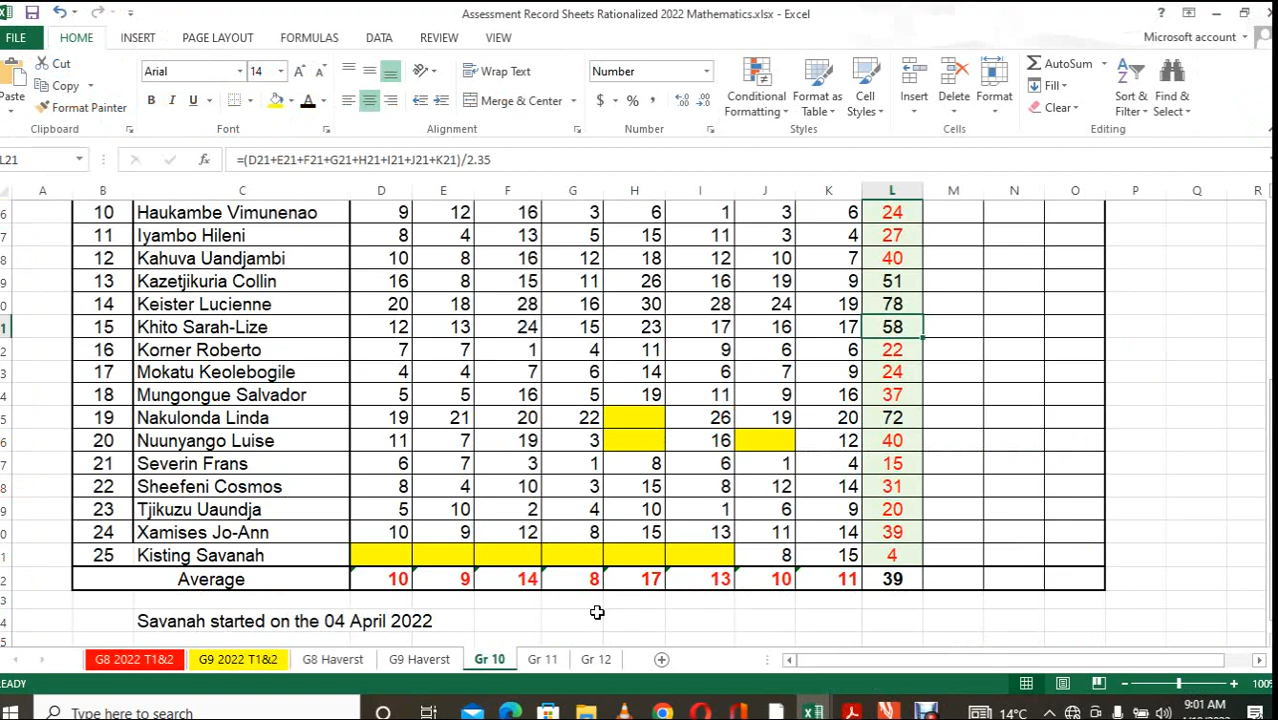 Assessment Record Sheets Rationalized 2022 Mathematics.xlsx - Excel
FILE HOME INSERT PAGE LAYOUT FORMULAS DATA REVIEW VIEW Microsoft account
Cut Arial 14 Wrap Text Number AutoSum
Copy Fill
Paste Format Painter B I U A Merge & Center $ % , Conditional Formatting Format as Table Cell Styles Insert Delete Format Clear Sort & Filter Find & Select
Clipboard Font Alignment Number Styles Cells Editing
L21 =(D21+E21+F21+G21+H21+I21+J21+K21)/2.35
A B C D E F G H I J K L M N O P Q R
6 10 Haukambe Vimunenao 9 12 16 3 6 1 3 6 24
7 11 Iyambo Hileni 8 4 13 5 15 11 3 4 27
8 12 Kahuva Uandjambi 10 8 16 12 18 12 10 7 40
9 13 Kazetjikuria Collin 16 8 15 11 26 16 19 9 51
0 14 Keister Lucienne 20 18 28 16 30 28 24 19 78
1 15 Khito Sarah-Lize 12 13 24 15 23 17 16 17 58
2 16 Korner Roberto 7 7 1 4 11 9 6 6 22
3 17 Mokatu Keolebogile 4 4 7 6 14 6 7 9 24
4 18 Mungongue Salvador 5 5 16 5 19 11 9 16 37
5 19 Nakulonda Linda 19 21 20 22 26 19 20 72
6 20 Nuunyango Luise 11 7 19 3 16 12 40
7 21 Severin Frans 6 7 3 1 8 6 1 4 15
8 22 Sheefeni Cosmos 8 4 10 3 15 8 12 14 31
9 23 Tjikuzu Uaundja 5 10 2 4 10 1 6 9 20
0 24 Xamises Jo-Ann 10 9 12 8 15 13 11 14 39
1 25 Kisting Savanah 8 15 4
2 Average 10 9 14 8 17 13 10 11 39
3
4 Savanah started on the 04 April 2022
5
G8 2022 T1&2 G9 2022 T1&2 G8 Haverst G9 Haverst Gr 10 Gr 11 Gr 12
EADY 100%
Type here to search 14°C 9:01 AM